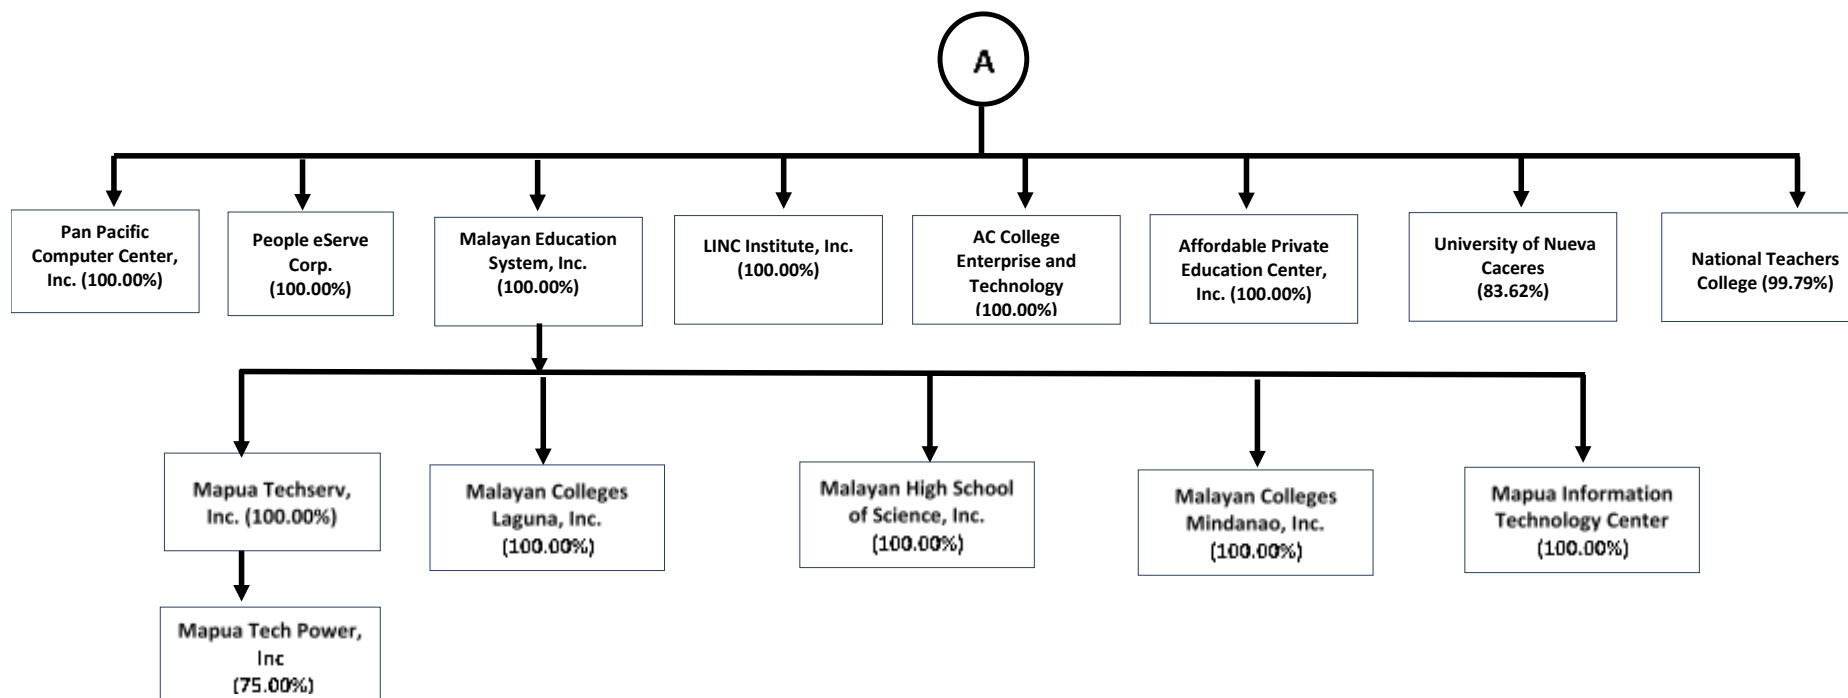 A
Pan Pacific
Computer Center,
Inc. (100.00%)
People eServe
Corp.
(100.00%)
Malayan Education
System, Inc.
(100.00%)
LINC Institute, Inc.
(100.00%)
AC College
Enterprise and
Technology
(100.00%)
Affordable Private
Education Center,
Inc. (100.00%)
University of Nueva
Caceres
(83.62%)
National Teachers
College (99.79%)
Mapua Techserv,
Inc. (100.00%)
Malayan Colleges
Laguna, Inc.
(100.00%)
Malayan High School
of Science, Inc.
(100.00%)
Malayan Colleges
Mindanao, Inc.
(100.00%)
Mapua Information
Technology Center
(100.00%)
Mapua Tech Power,
Inc
(75.00%)